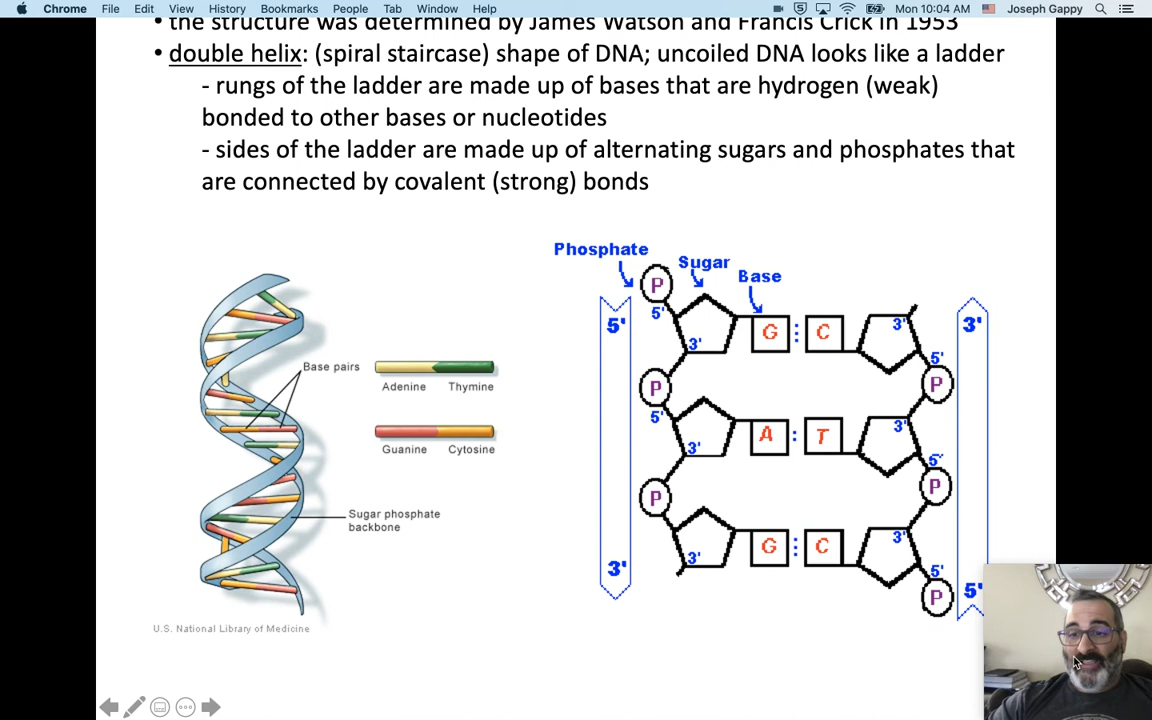 Chrome File Edit View History Bookmarks People Tab Window Help
Mon 10:04 AM Joseph Gappy
• the structure was determined by James Watson and Francis Crick in 1953
• double helix: (spiral staircase) shape of DNA; uncoiled DNA looks like a ladder
- rungs of the ladder are made up of bases that are hydrogen (weak)
bonded to other bases or nucleotides
- sides of the ladder are made up of alternating sugars and phosphates that
are connected by covalent (strong) bonds
Base pairs
Adenine Thymine
Guanine Cytosine
Sugar phosphate
backbone
U.S. National Library of Medicine
Phosphate
Sugar
Base
P
5' 5' G : C 3' 3'
3' 5'
P P
5' A : T 3'
3' 5'
P P
G : C 3'
3' 3' 5'
P 5'